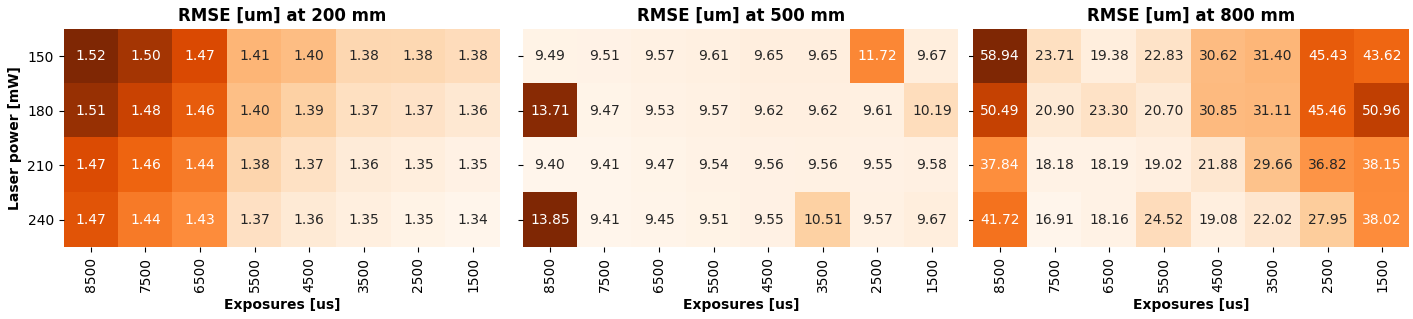 RMSE [um] at 200 mm RMSE [um] at 500 mm RMSE [um] at 800 mm
150 1.52 1.50 1.47 1.41 1.40 1.38 1.38 1.38 9.49 9.51 9.57 9.61 9.65 9.65 11.72 9.67 58.94 23.71 19.38 22.83 30.62 31.40 45.43 43.62
180 1.51 1.48 1.46 1.40 1.39 1.37 1.37 1.36 13.71 9.47 9.53 9.57 9.62 9.62 9.61 10.19 50.49 20.90 23.30 20.70 30.85 31.11 45.46 50.96
210 1.47 1.46 1.44 1.38 1.37 1.36 1.35 1.35 9.40 9.41 9.47 9.54 9.56 9.56 9.55 9.58 37.84 18.18 18.19 19.02 21.88 29.66 36.82 38.15
240 1.47 1.44 1.43 1.37 1.36 1.35 1.35 1.34 13.85 9.41 9.45 9.51 9.55 10.51 9.57 9.67 41.72 16.91 18.16 24.52 19.08 22.02 27.95 38.02
Laser power [mW]
8500 7500 6500 5500 4500 3500 2500 1500 8500 7500 6500 5500 4500 3500 2500 1500 8500 7500 6500 5500 4500 3500 2500 1500
Exposures [us] Exposures [us] Exposures [us]